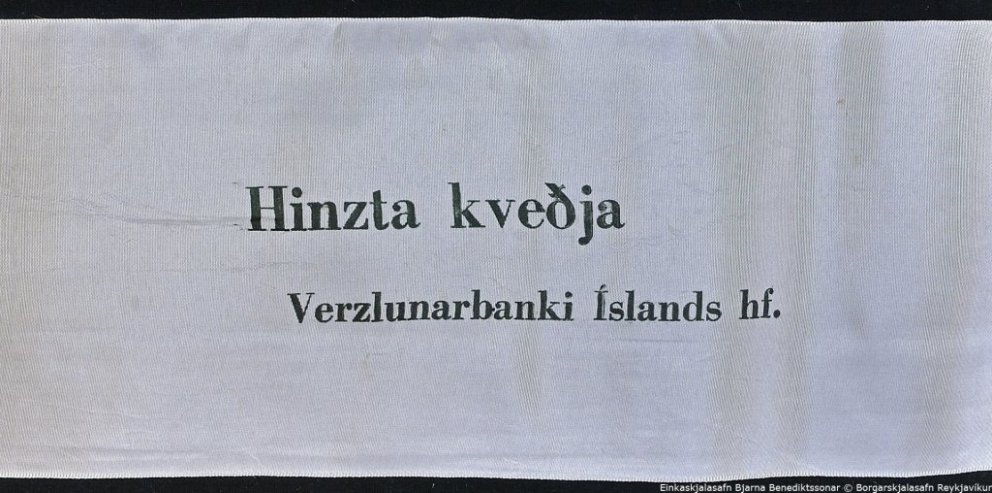 Hinzta kveðja
Verzlunarbanki Íslands hf.
Einkaskjalasafn Bjarna Benediktssonar © Borgarskjalasafn Reykjavíkur